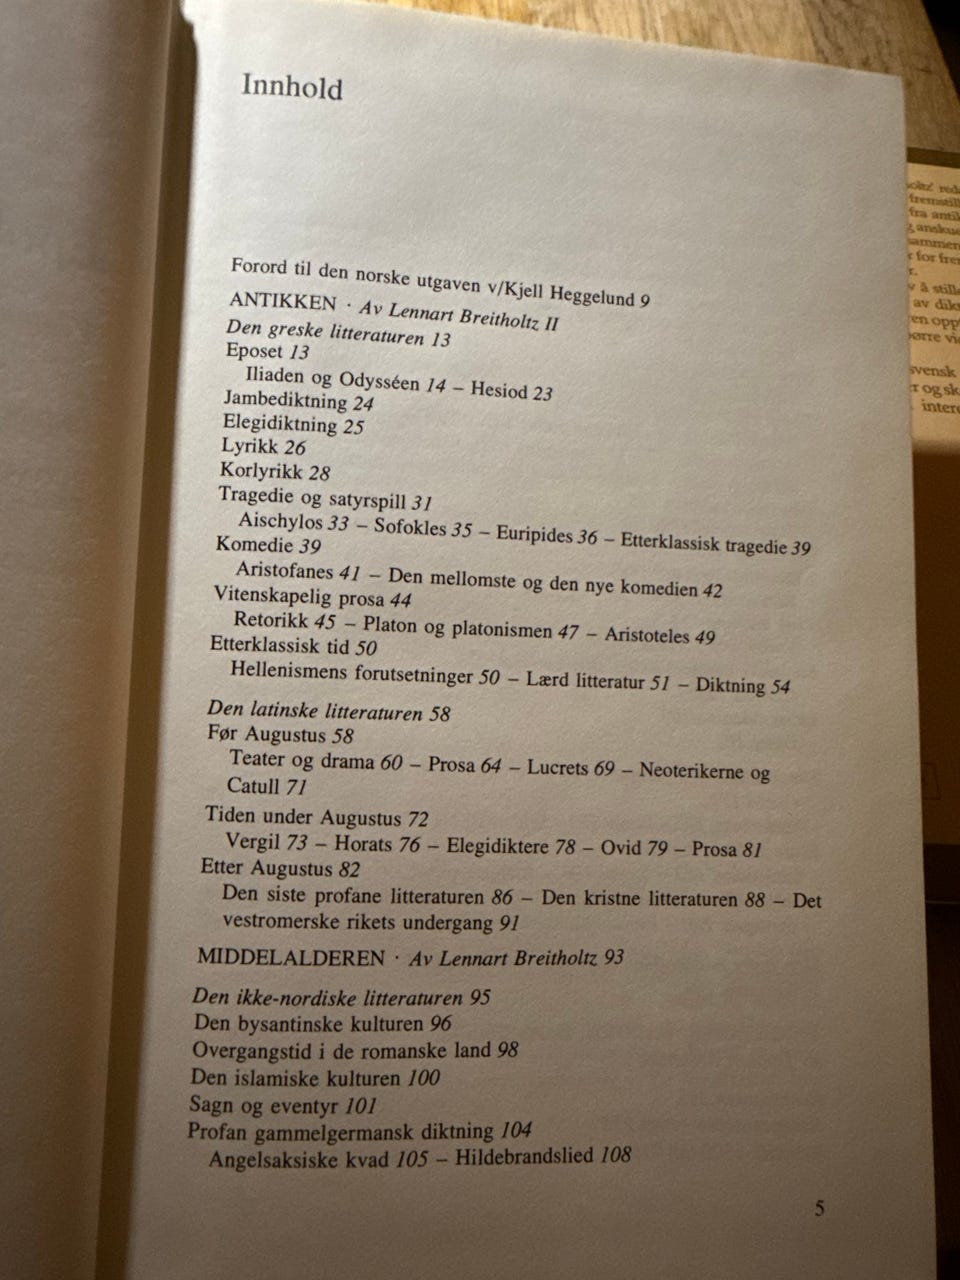 Innhold
Forord til den norske utgaven v/Kjell Heggelund 9
ANTIKKEN · Av Lennart Breitholtz II
Den greske litteraturen 13
Eposet 13
Iliaden og Odysséen 14 – Hesiod 23
Jambediktning 24
Elegidiktning 25
Lyrikk 26
Korlyrikk 28
Tragedie og satyrspill 31
Aischylos 33 – Sofokles 35 – Euripides 36 – Etterklassisk tragedie 39
Komedie 39
Aristofanes 41 – Den mellomste og den nye komedien 42
Vitenskapelig prosa 44
Retorikk 45 – Platon og platonismen 47 – Aristoteles 49
Etterklassisk tid 50
Hellenismens forutsetninger 50 – Lærd litteratur 51 – Diktning 54
Den latinske litteraturen 58
Før Augustus 58
Teater og drama 60 – Prosa 64 – Lucrets 69 – Neoterikerne og
Catull 71
Tiden under Augustus 72
Vergil 73 – Horats 76 – Elegidiktere 78 – Ovid 79 – Prosa 81
Etter Augustus 82
Den siste profane litteraturen 86 – Den kristne litteraturen 88 – Det
vestromerske rikets undergang 91
MIDDELALDEREN · Av Lennart Breitholtz 93
Den ikke-nordiske litteraturen 95
Den bysantinske kulturen 96
Overgangstid i de romanske land 98
Den islamiske kulturen 100
Sagn og eventyr 101
Profan gammelgermansk diktning 104
Angelsaksiske kvad 105 – Hildebrandslied 108
5
fra
for
å
av
svensk
og